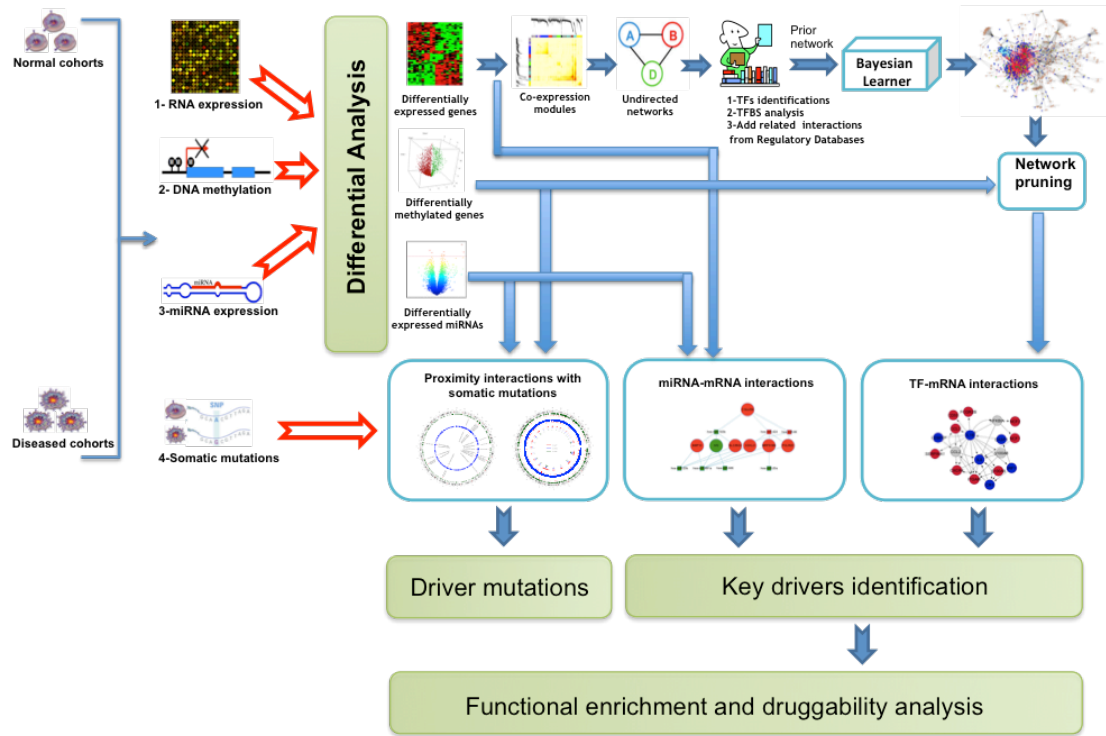 Normal cohorts
1- RNA expression
2- DNA methylation
miRNA
3-miRNA expression
Diseased cohorts
SNP
4-Somatic mutations
Differential Analysis
Differentially
expressed genes
Co-expression
modules
A
B
D
Undirected
networks
1-TFs identifications
2-TFBS analysis
3-Add related interactions
from Regulatory Databases
Prior
network
Bayesian
Learner
Network
pruning
Differentially
methylated genes
Differentially
expressed miRNAs
Proximity interactions with
somatic mutations
miRNA-mRNA interactions
TF-mRNA interactions
Driver mutations
Key drivers identification
Functional enrichment and druggability analysis